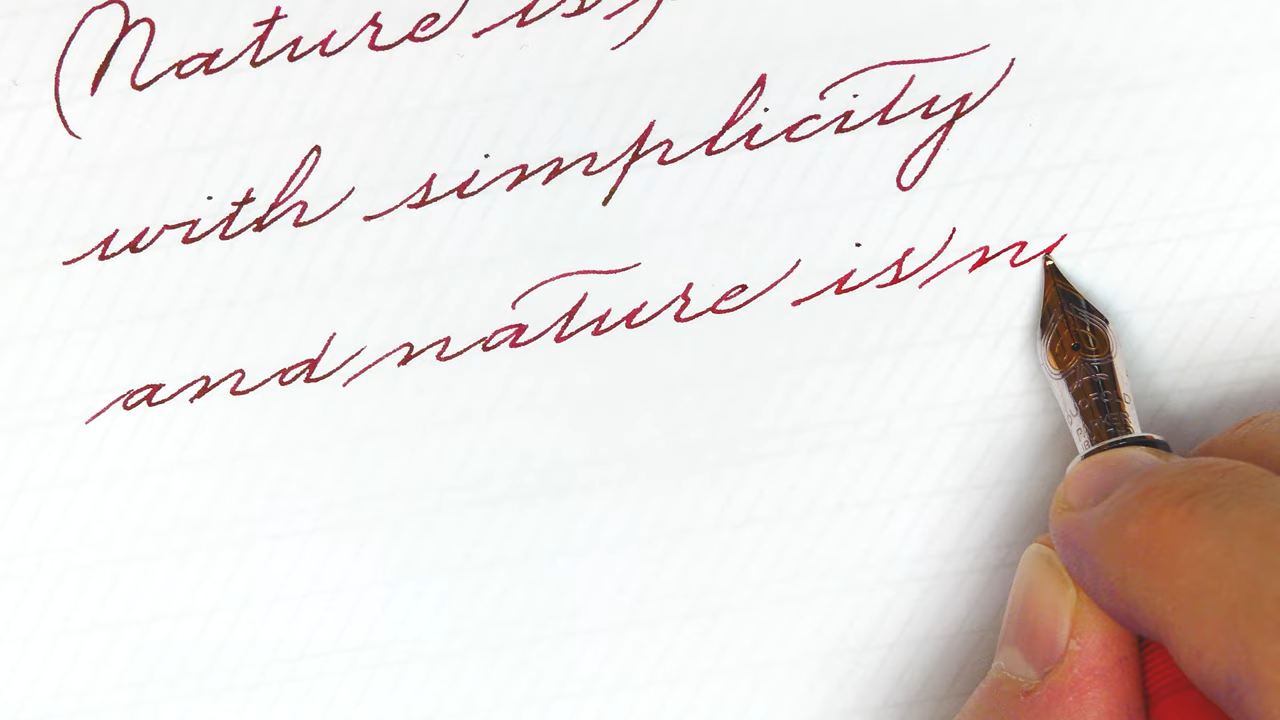 Nature is
with simplicity
and nature is n